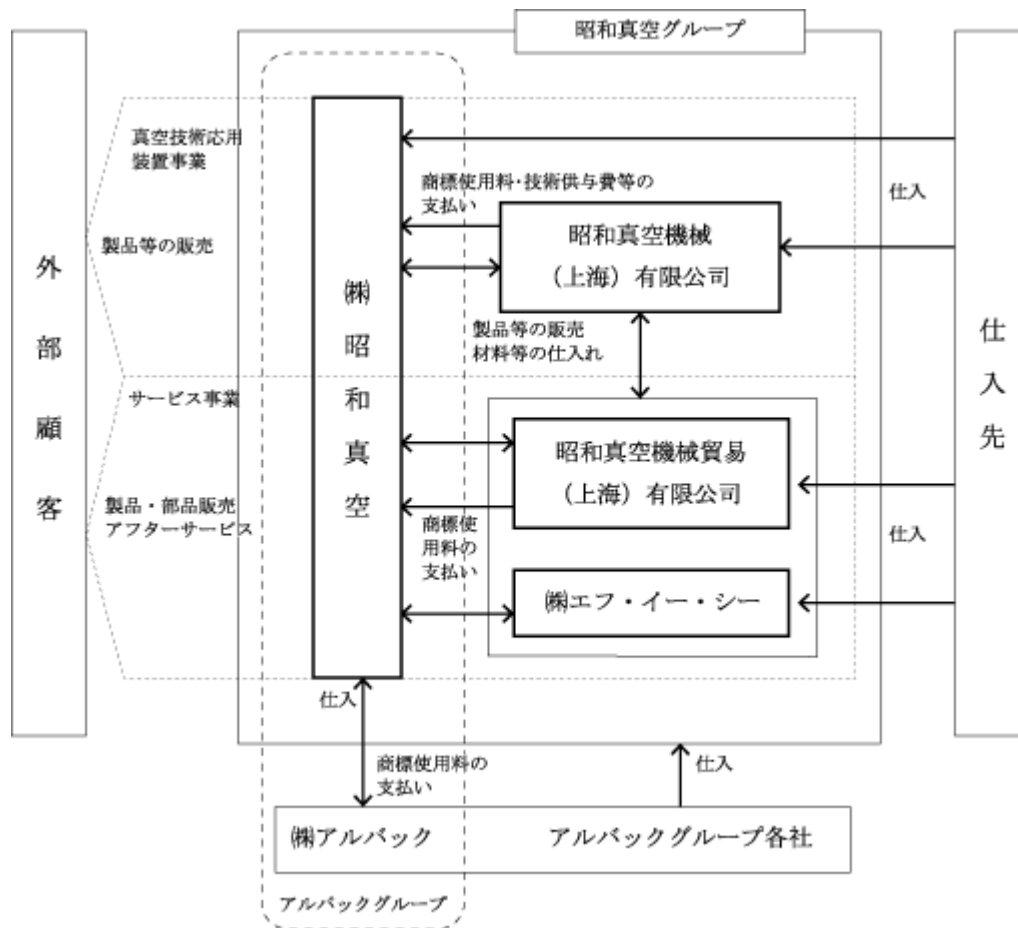 昭和真空グループ
外部顧客
真空技術応用
装置事業
製品等の販売
サービス事業
製品・部品販売
アフターサービス
㈱昭和真空
商標使用料・技術供与費等の
支払い
昭和真空機械
（上海）有限公司
製品等の販売
材料等の仕入れ
昭和真空機械貿易
（上海）有限公司
商標使
用料の
支払い
㈱エフ・イー・シー
仕入
仕入
仕入先
仕入
商標使用料の
支払い
仕入
㈱アルバック
アルバックグループ各社
アルバックグループ